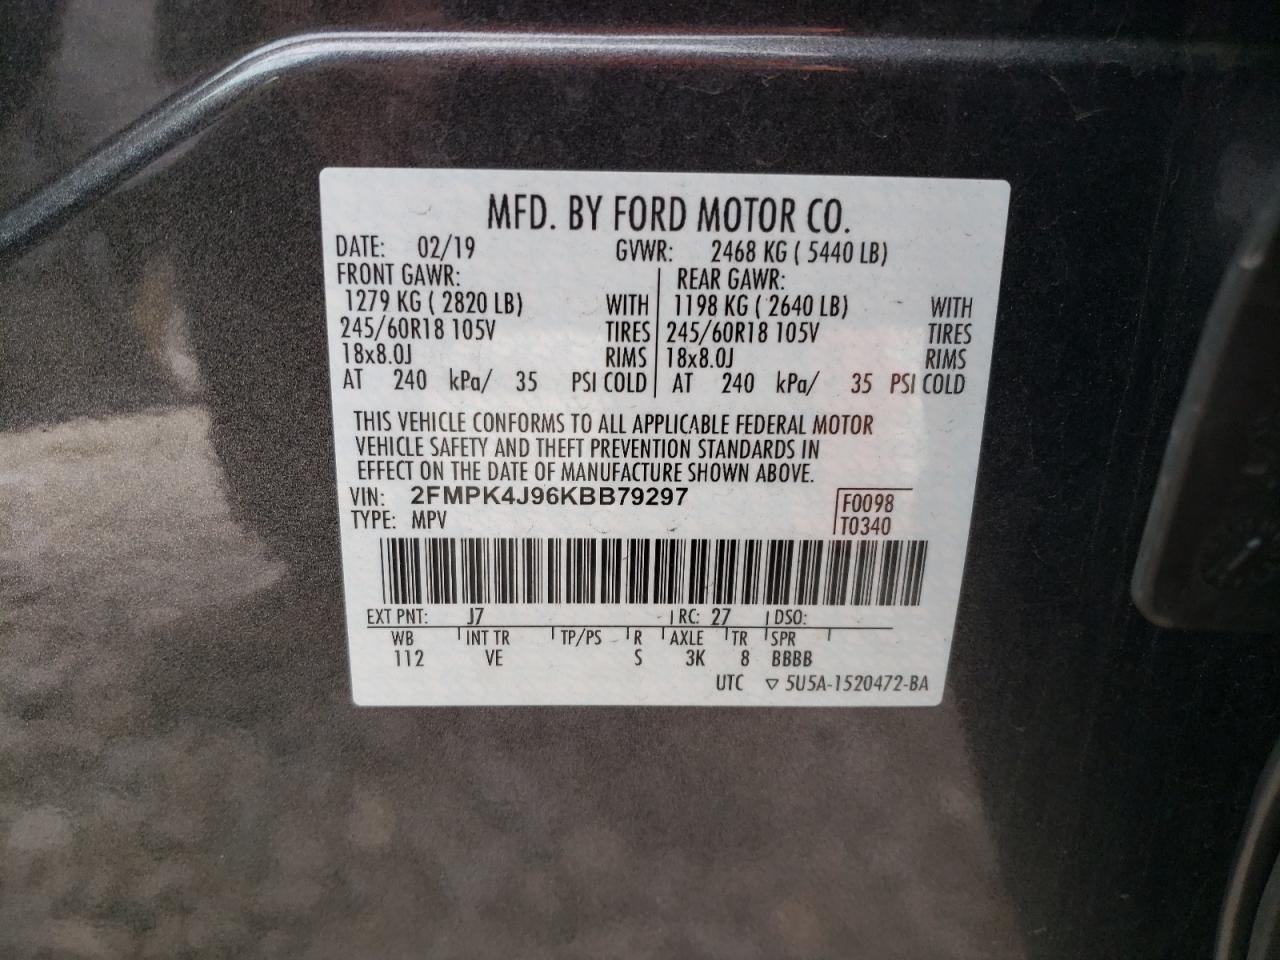 MFD. BY FORD MOTOR CO.
DATE: 02/19 GVWR: 2468 KG ( 5440 LB)
FRONT GAWR: REAR GAWR:
1279 KG ( 2820 LB) WITH 1198 KG ( 2640 LB) WITH
245/60R18 105V TIRES 245/60R18 105V TIRES
18x8.0J RIMS 18x8.0J RIMS
AT 240 kPa/ 35 PSI COLD AT 240 kPa/ 35 PSI COLD
THIS VEHICLE CONFORMS TO ALL APPLICABLE FEDERAL MOTOR
VEHICLE SAFETY AND THEFT PREVENTION STANDARDS IN
EFFECT ON THE DATE OF MANUFACTURE SHOWN ABOVE.
VIN: 2FMPK4J96KBB79297 F0098
TYPE: MPV T0340
EXT PNT: J7 RC: 27 DSO:
WB INT TR TP/PS R AXLE TR SPR
112 VE S 3K 8 BBBB
UTC ▽ 5U5A-1520472-BA